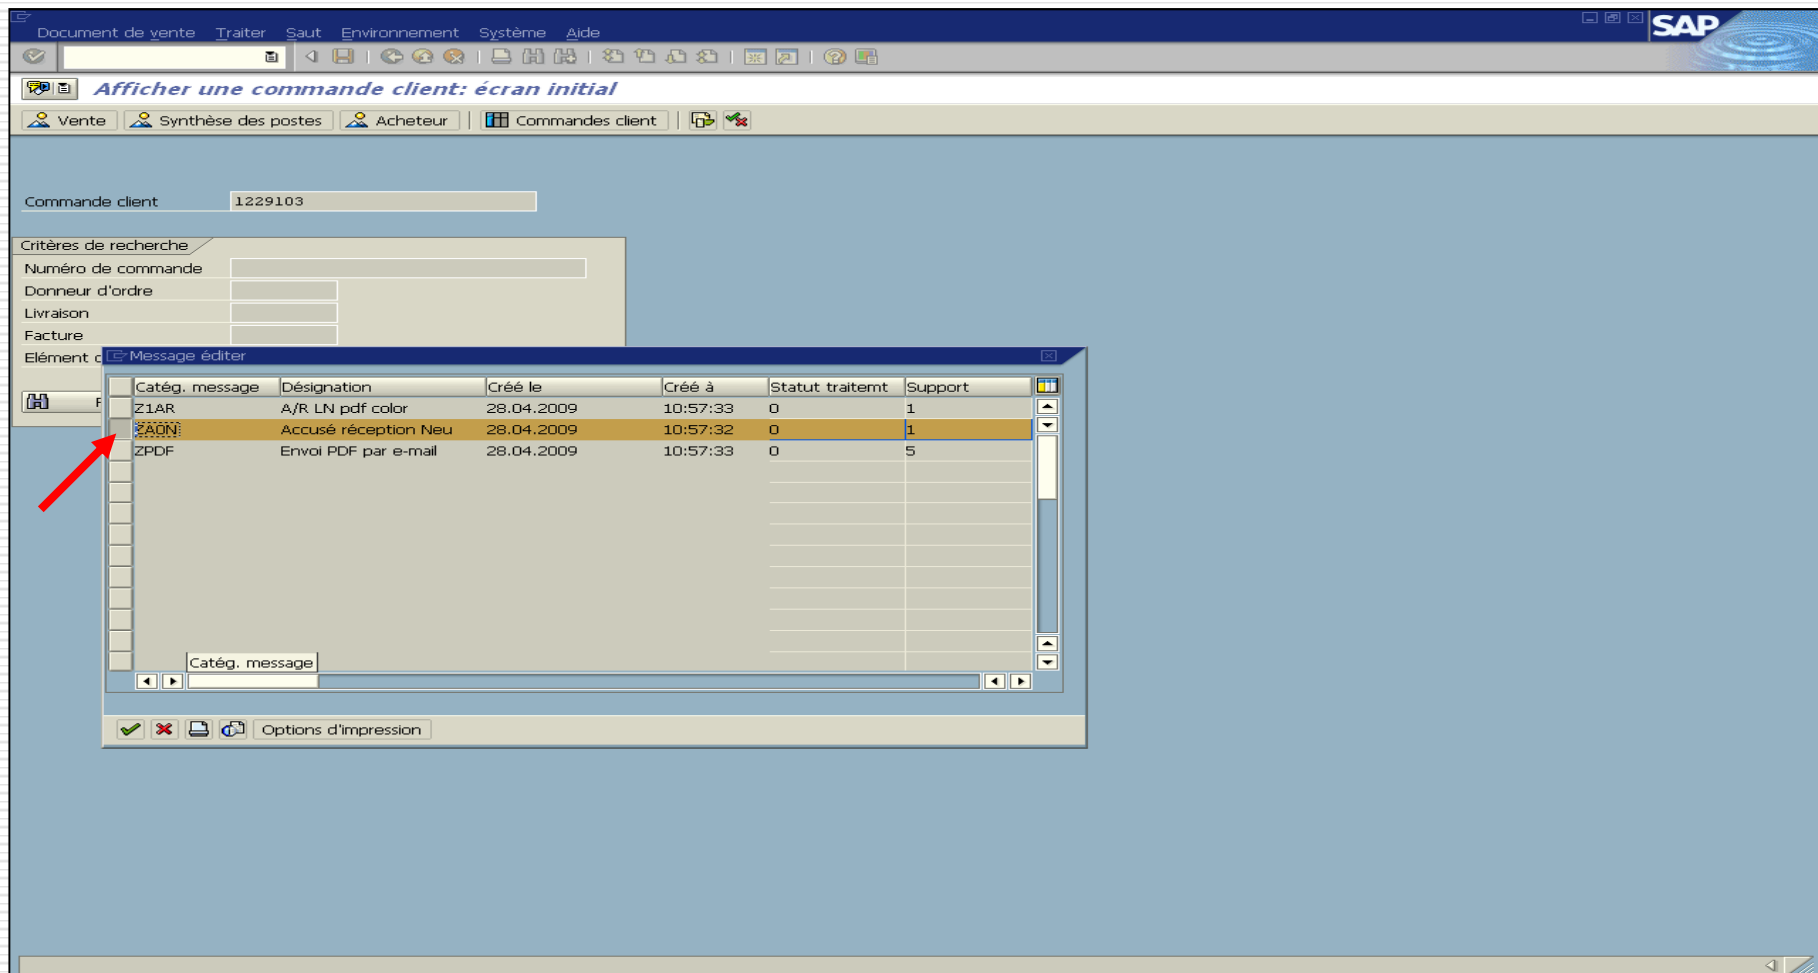 Document de vente Traiter Saut Environnement Système Aide
SAP
Afficher une commande client: écran initial
Vente Synthèse des postes Acheteur Commandes client
Commande client 1229103
Critères de recherche
Numéro de commande
Donneur d'ordre
Livraison
Facture
Elément
Message éditer
Catég. message Désignation Créé le Créé à Statut traitemt Support
Z1AR A/R LN pdf color 28.04.2009 10:57:33 0 1
ZA0N Accusé réception Neu 28.04.2009 10:57:32 0 1
ZPDF Envoi PDF par e-mail 28.04.2009 10:57:33 0 5
Catég. message
Options d'impression